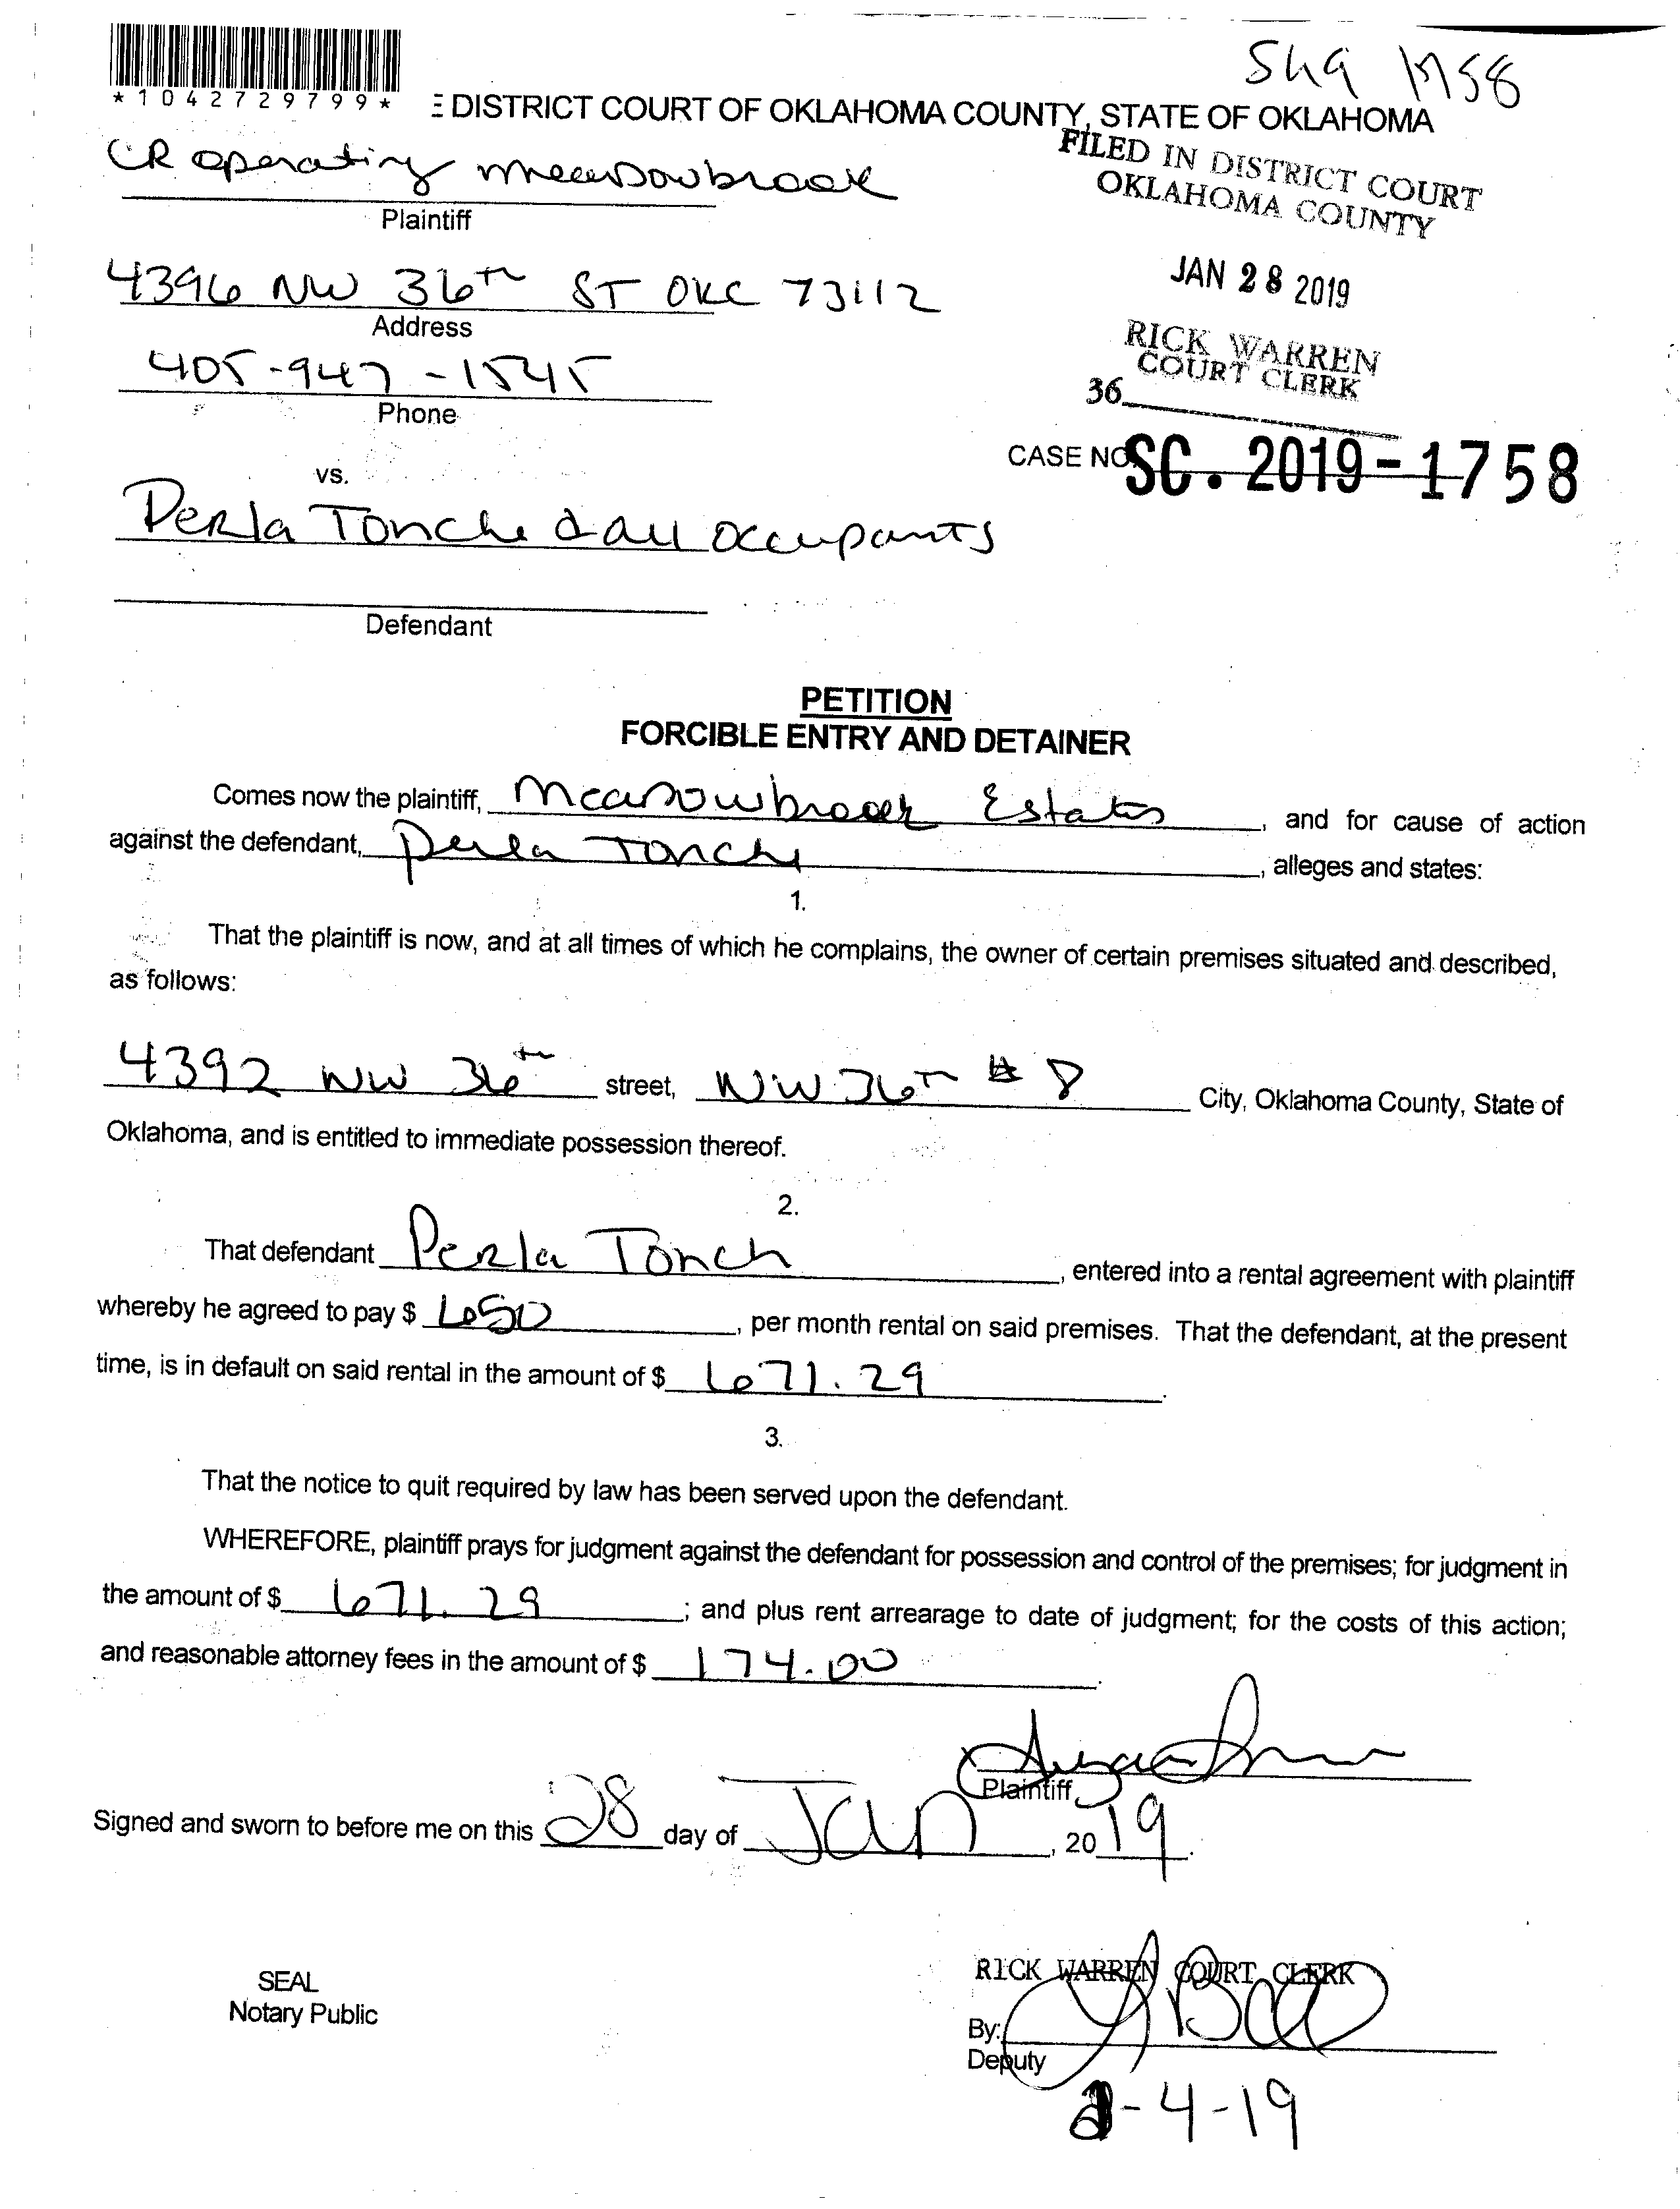 Sh9 1758
*1042729799*
E DISTRICT COURT OF OKLAHOMA COUNTY, STATE OF OKLAHOMA
CR operating meadowbrook
Plaintiff
FILED IN DISTRICT COURT
OKLAHOMA COUNTY
4396 NW 36th ST OKC 73112
Address
JAN 28 2019
405-947-1545
Phone
RICK WARREN
COURT CLERK
36
CASE NO SC. 2019-1758
vs.
Perla Tonche & all occupants
Defendant
PETITION
FORCIBLE ENTRY AND DETAINER
Comes now the plaintiff, Meadowbrook Estates, and for cause of action
against the defendant, Perla Tonche, alleges and states:
1.
That the plaintiff is now, and at all times of which he complains, the owner of certain premises situated and described,
as follows:
4392 NW 36th street, NW 36th # 8 City, Oklahoma County, State of
Oklahoma, and is entitled to immediate possession thereof.
2.
That defendant Perla Tonch, entered into a rental agreement with plaintiff
whereby he agreed to pay $ 650, per month rental on said premises. That the defendant, at the present
time, is in default on said rental in the amount of $ 671.29.
3.
That the notice to quit required by law has been served upon the defendant.
WHEREFORE, plaintiff prays for judgment against the defendant for possession and control of the premises; for judgment in
the amount of $ 671.29; and plus rent arrearage to date of judgment; for the costs of this action;
and reasonable attorney fees in the amount of $ 174.00.
Plaintiff
Signed and sworn to before me on this 28 day of Jan, 2019.
SEAL
Notary Public
RICK WARREN COURT CLERK
By:
Deputy
2-4-19